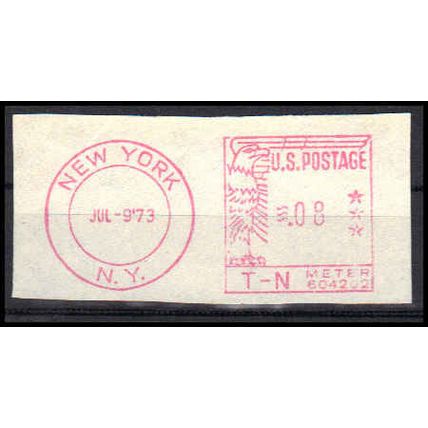 NEW YORK
JUL -9'73
N.Y.
U.S. POSTAGE
.08
T-N METER
604202